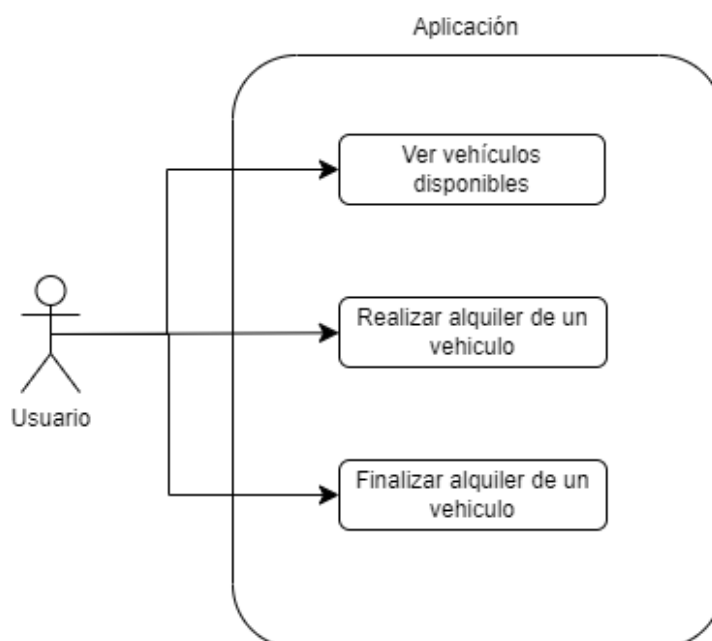 Aplicación
Ver vehículos
disponibles
Realizar alquiler de un
vehiculo
Usuario
Finalizar alquiler de un
vehiculo